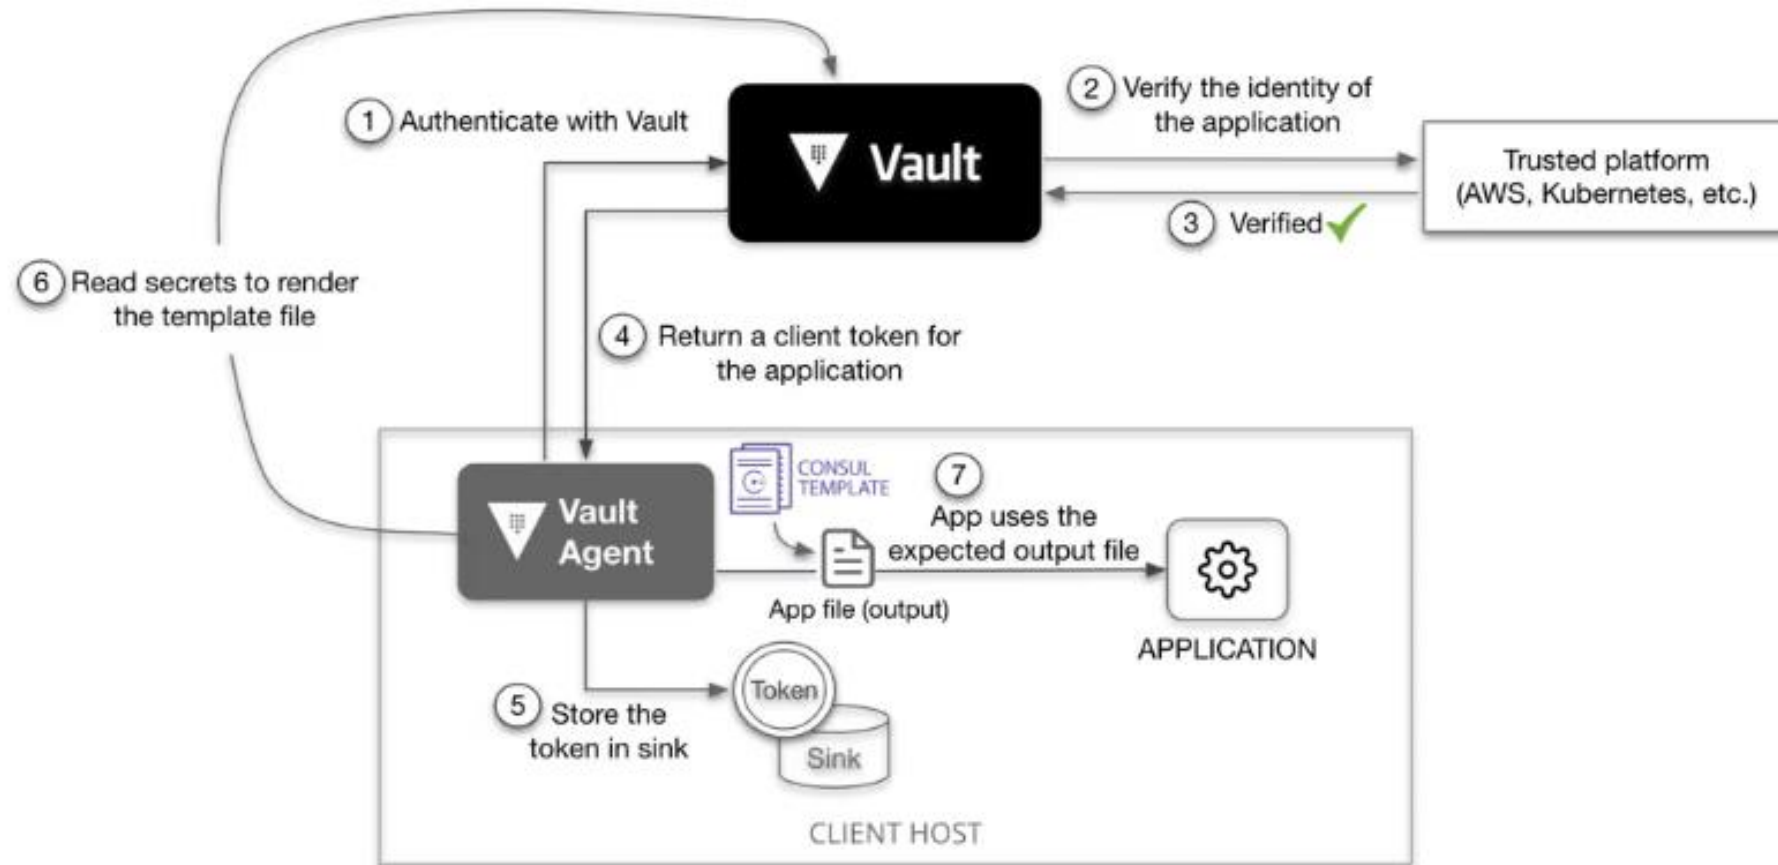 1 Authenticate with Vault
Vault
2 Verify the identity of
the application
Trusted platform
(AWS, Kubernetes, etc.)
3 Verified
6 Read secrets to render
the template file
4 Return a client token for
the application
Vault
Agent
CONSUL
TEMPLATE
7
App uses the
expected output file
App file (output)
APPLICATION
5 Store the
token in sink
Token
Sink
CLIENT HOST